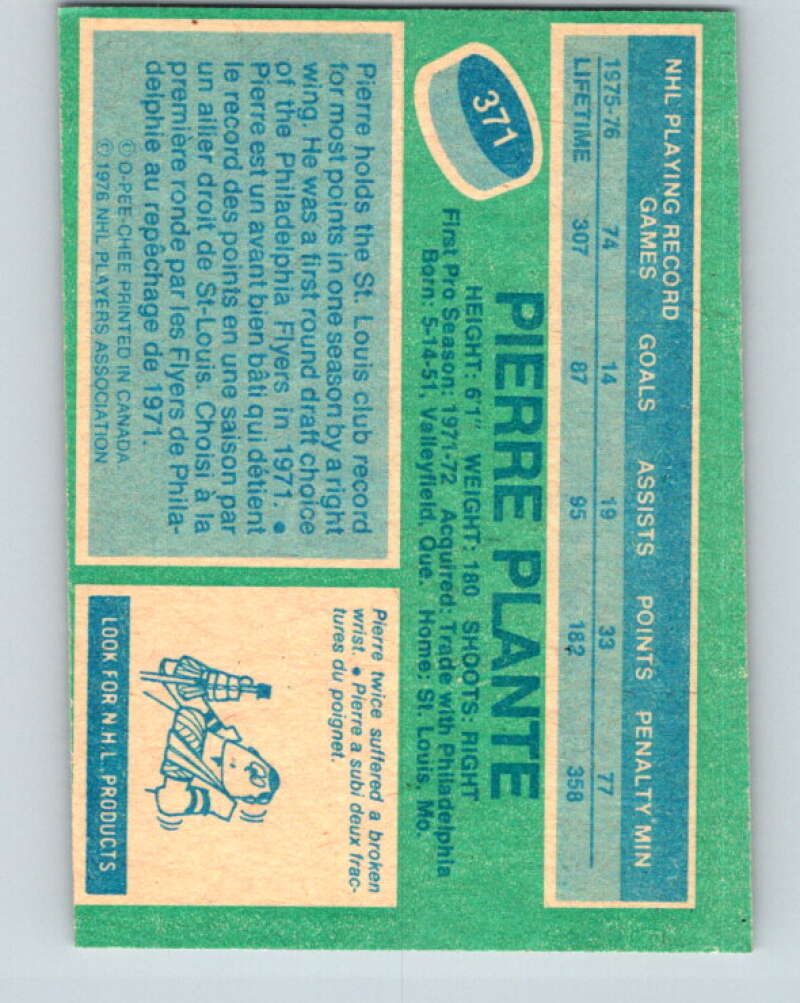 NHL PLAYING RECORD
GAMES GOALS ASSISTS POINTS PENALTY MIN
1975-76 74 14 19 33 77
LIFETIME 307 87 95 182 358
371
PIERRE PLANTE
HEIGHT: 6'1" WEIGHT: 180 SHOOTS: RIGHT
First Pro Season: 1971-72 Acquired: Trade with Philadelphia
Born: 5-14-51, Valleyfield, Que. Home: St. Louis, Mo.
Pierre holds the St. Louis club record
for most points in one season by a right
wing. He was a first round draft choice
of the Philadelphia Flyers in 1971. •
Pierre est un avant bien bâti qui détient
le record des points en une saison par
un ailier droit de St-Louis. Choisi à la
première ronde par les Flyers de Phila-
delphie au repêchage de 1971.
© O-PEE-CHEE PRINTED IN CANADA
© 1976 NHL PLAYERS ASSOCIATION
Pierre twice suffered a broken
wrist. • Pierre a subi deux frac-
tures du poignet.
LOOK FOR N.H.L. PRODUCTS